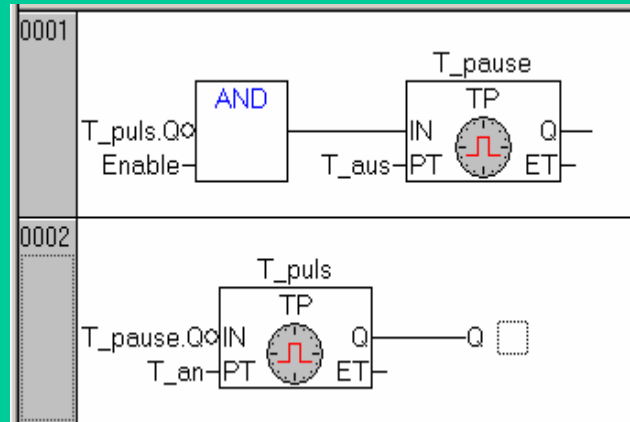 0001
T_pause
AND
TP
T_puls.Q
IN
Q
Enable
T_aus
PT
ET
0002
T_puls
TP
T_pause.Q
IN
Q
Q
T_an
PT
ET